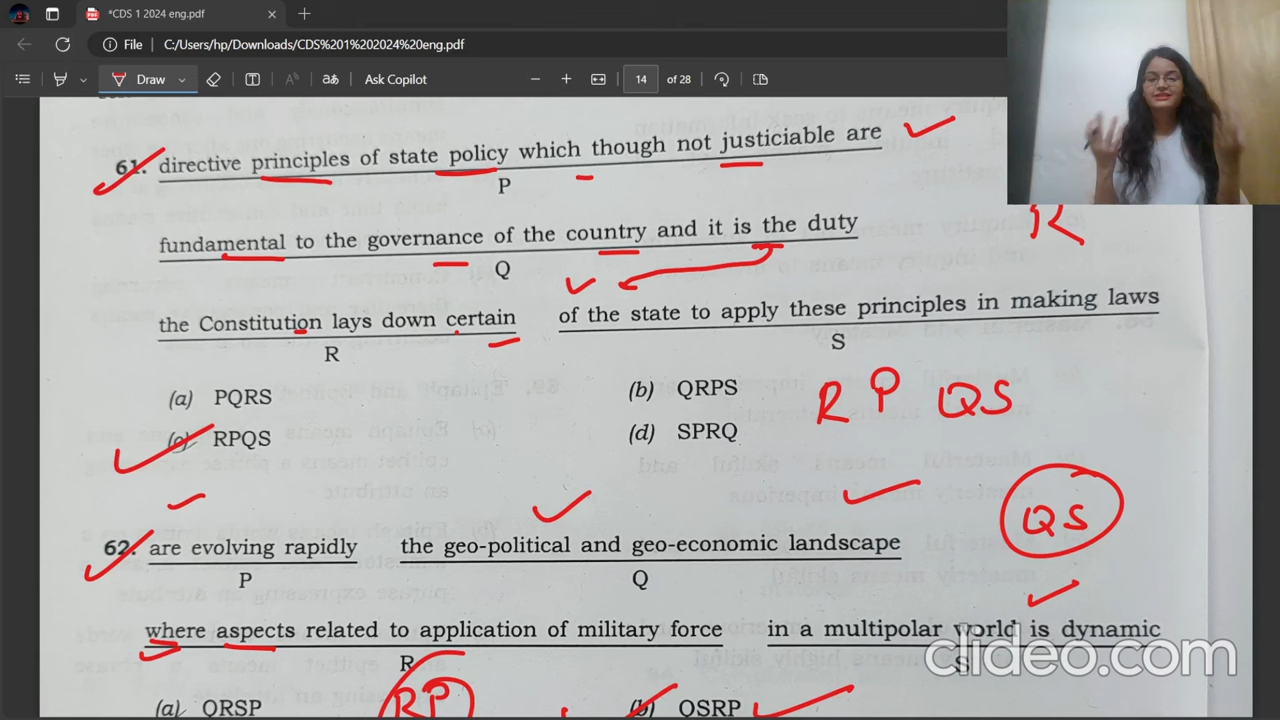 *CDS 1 2024 eng.pdf
File C:/Users/hp/Downloads/CDS%201%202024%20eng.pdf
Draw Ask Copilot 14 of 28
61. directive principles of state policy which though not justiciable are
P
R
fundamental to the governance of the country and it is the duty
Q
the Constitution lays down certain of the state to apply these principles in making laws
R S
(a) PQRS (b) QRPS
R P QS
(c) RPQS (d) SPRQ
QS
62. are evolving rapidly the geo-political and geo-economic landscape
P Q
where aspects related to application of military force in a multipolar world is dynamic
R S
clideo.com
RP
(a) QRSP (b) QSRP